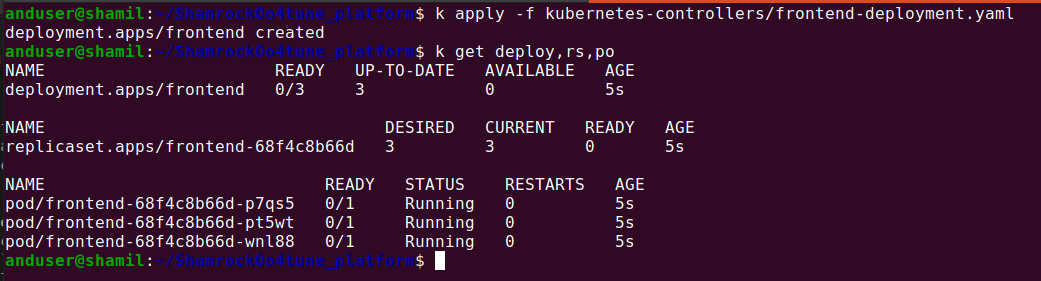 anduser@shamil:~/ShamrockOo4tune_platform$ k apply -f kubernetes-controllers/frontend-deployment.yaml
deployment.apps/frontend created
anduser@shamil:~/ShamrockOo4tune_platform$ k get deploy,rs,po
NAME READY UP-TO-DATE AVAILABLE AGE
deployment.apps/frontend 0/3 3 0 5s
NAME DESIRED CURRENT READY AGE
replicaset.apps/frontend-68f4c8b66d 3 3 0 5s
NAME READY STATUS RESTARTS AGE
pod/frontend-68f4c8b66d-p7qs5 0/1 Running 0 5s
pod/frontend-68f4c8b66d-pt5wt 0/1 Running 0 5s
pod/frontend-68f4c8b66d-wnl88 0/1 Running 0 5s
anduser@shamil:~/ShamrockOo4tune_platform$